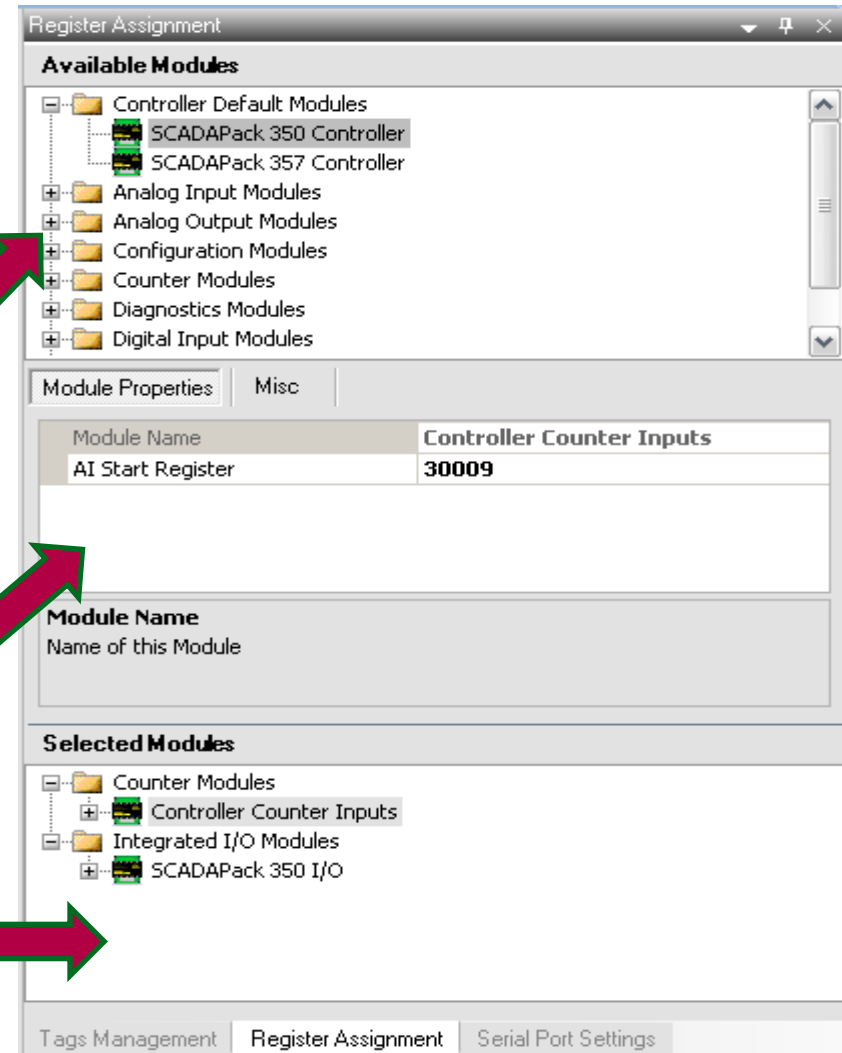 Register Assignment
Available Modules
Controller Default Modules
SCADAPack 350 Controller
SCADAPack 357 Controller
Analog Input Modules
Analog Output Modules
Configuration Modules
Counter Modules
Diagnostics Modules
Digital Input Modules
Module Properties Misc
Module Name Controller Counter Inputs
AI Start Register 30009
Module Name
Name of this Module
Selected Modules
Counter Modules
Controller Counter Inputs
Integrated I/O Modules
SCADAPack 350 I/O
Tags Management Register Assignment Serial Port Settings